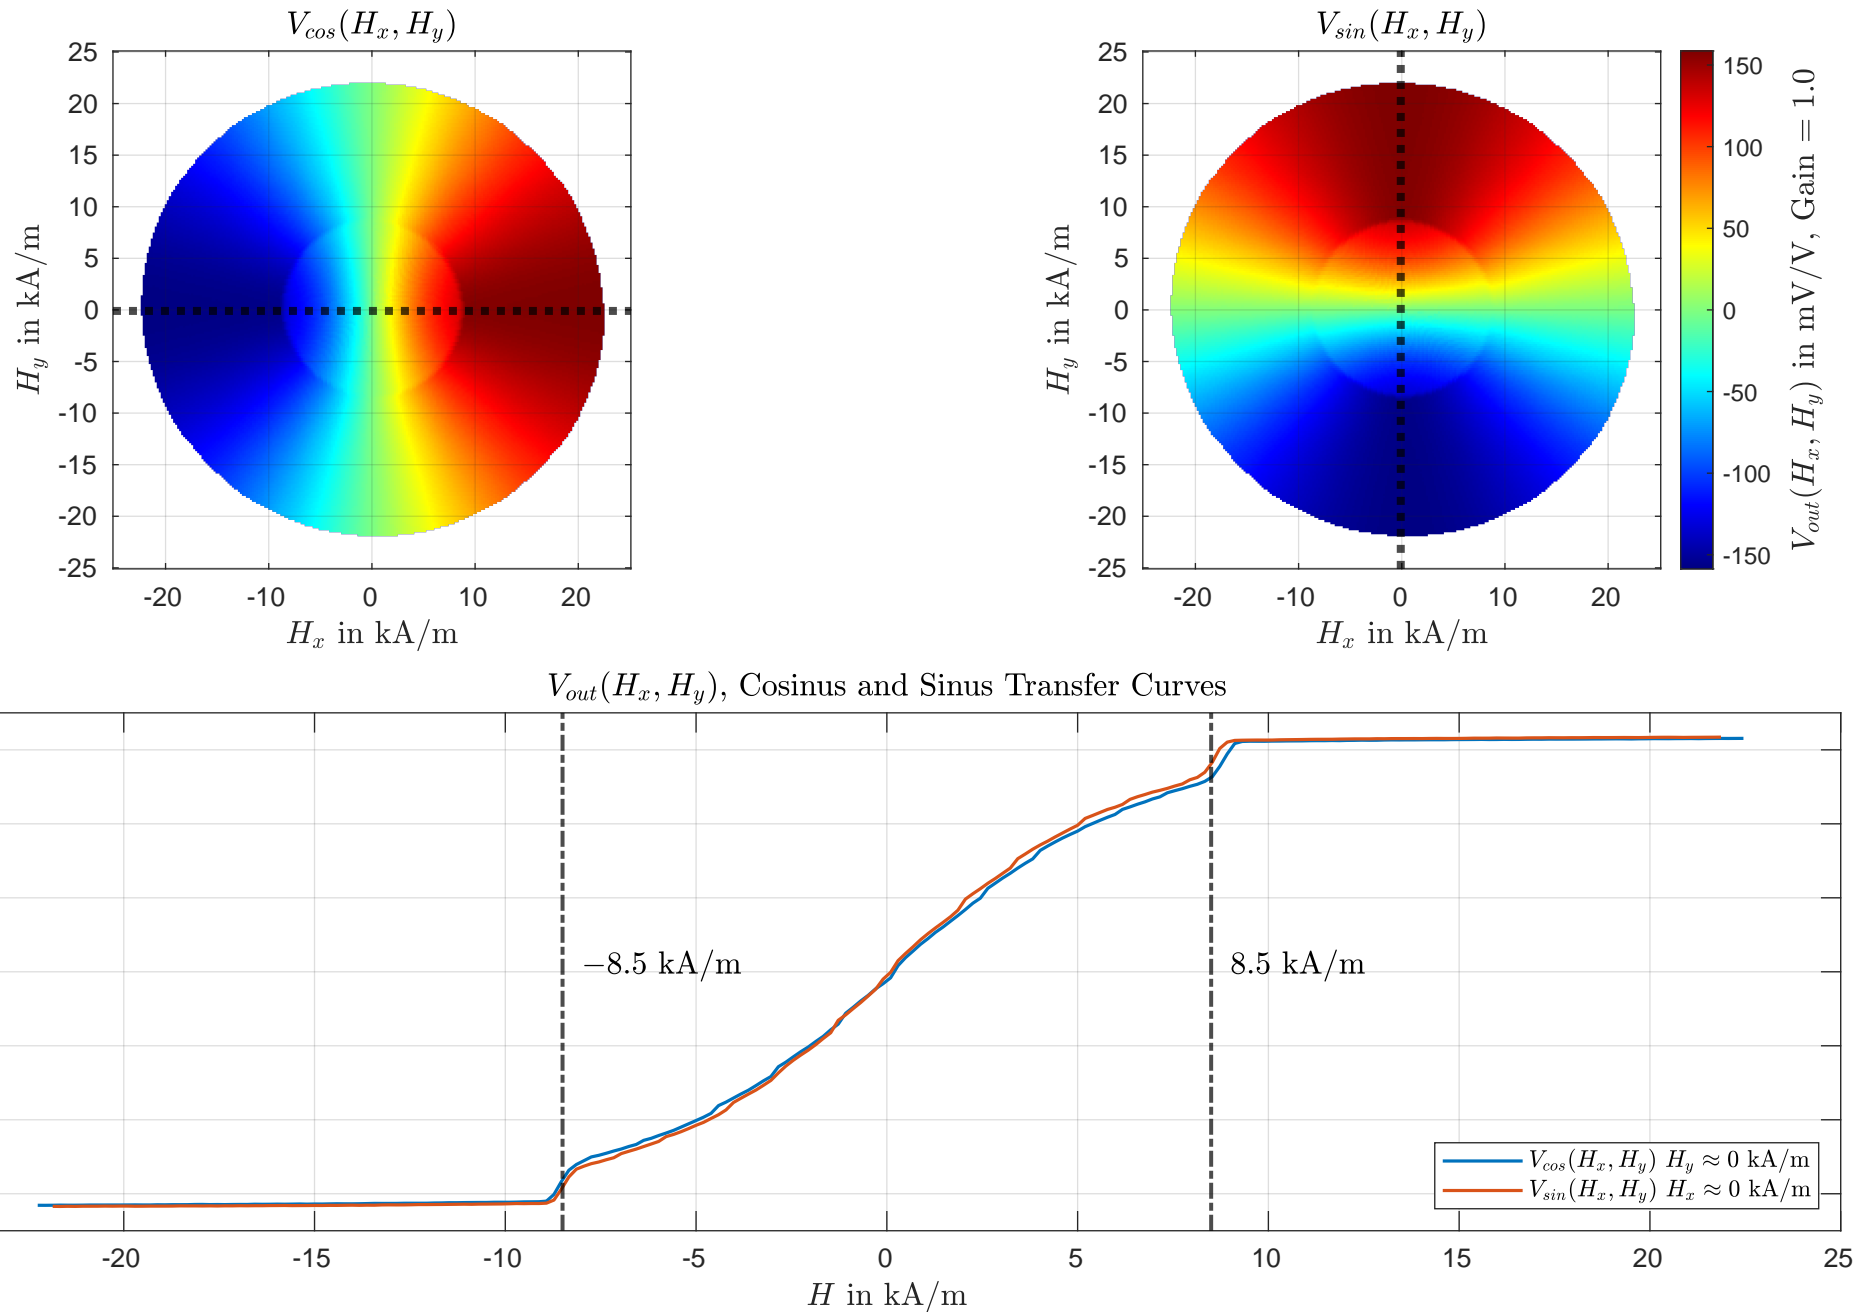 V_cos(H_x, H_y)
25
20
15
10
5
0
-5
-10
-15
-20
-25
H_y in kA/m
-20 -10 0 10 20
H_x in kA/m
V_sin(H_x, H_y)
25
20
15
10
5
0
-5
-10
-15
-20
-25
H_y in kA/m
-20 -10 0 10 20
H_x in kA/m
150
100
50
0
-50
-100
-150
V_out(H_x, H_y) in mV/V, Gain = 1.0
V_out(H_x, H_y), Cosinus and Sinus Transfer Curves
−8.5 kA/m
8.5 kA/m
V_cos(H_x, H_y) H_y ≈ 0 kA/m
V_sin(H_x, H_y) H_x ≈ 0 kA/m
-20 -15 -10 -5 0 5 10 15 20 25
H in kA/m